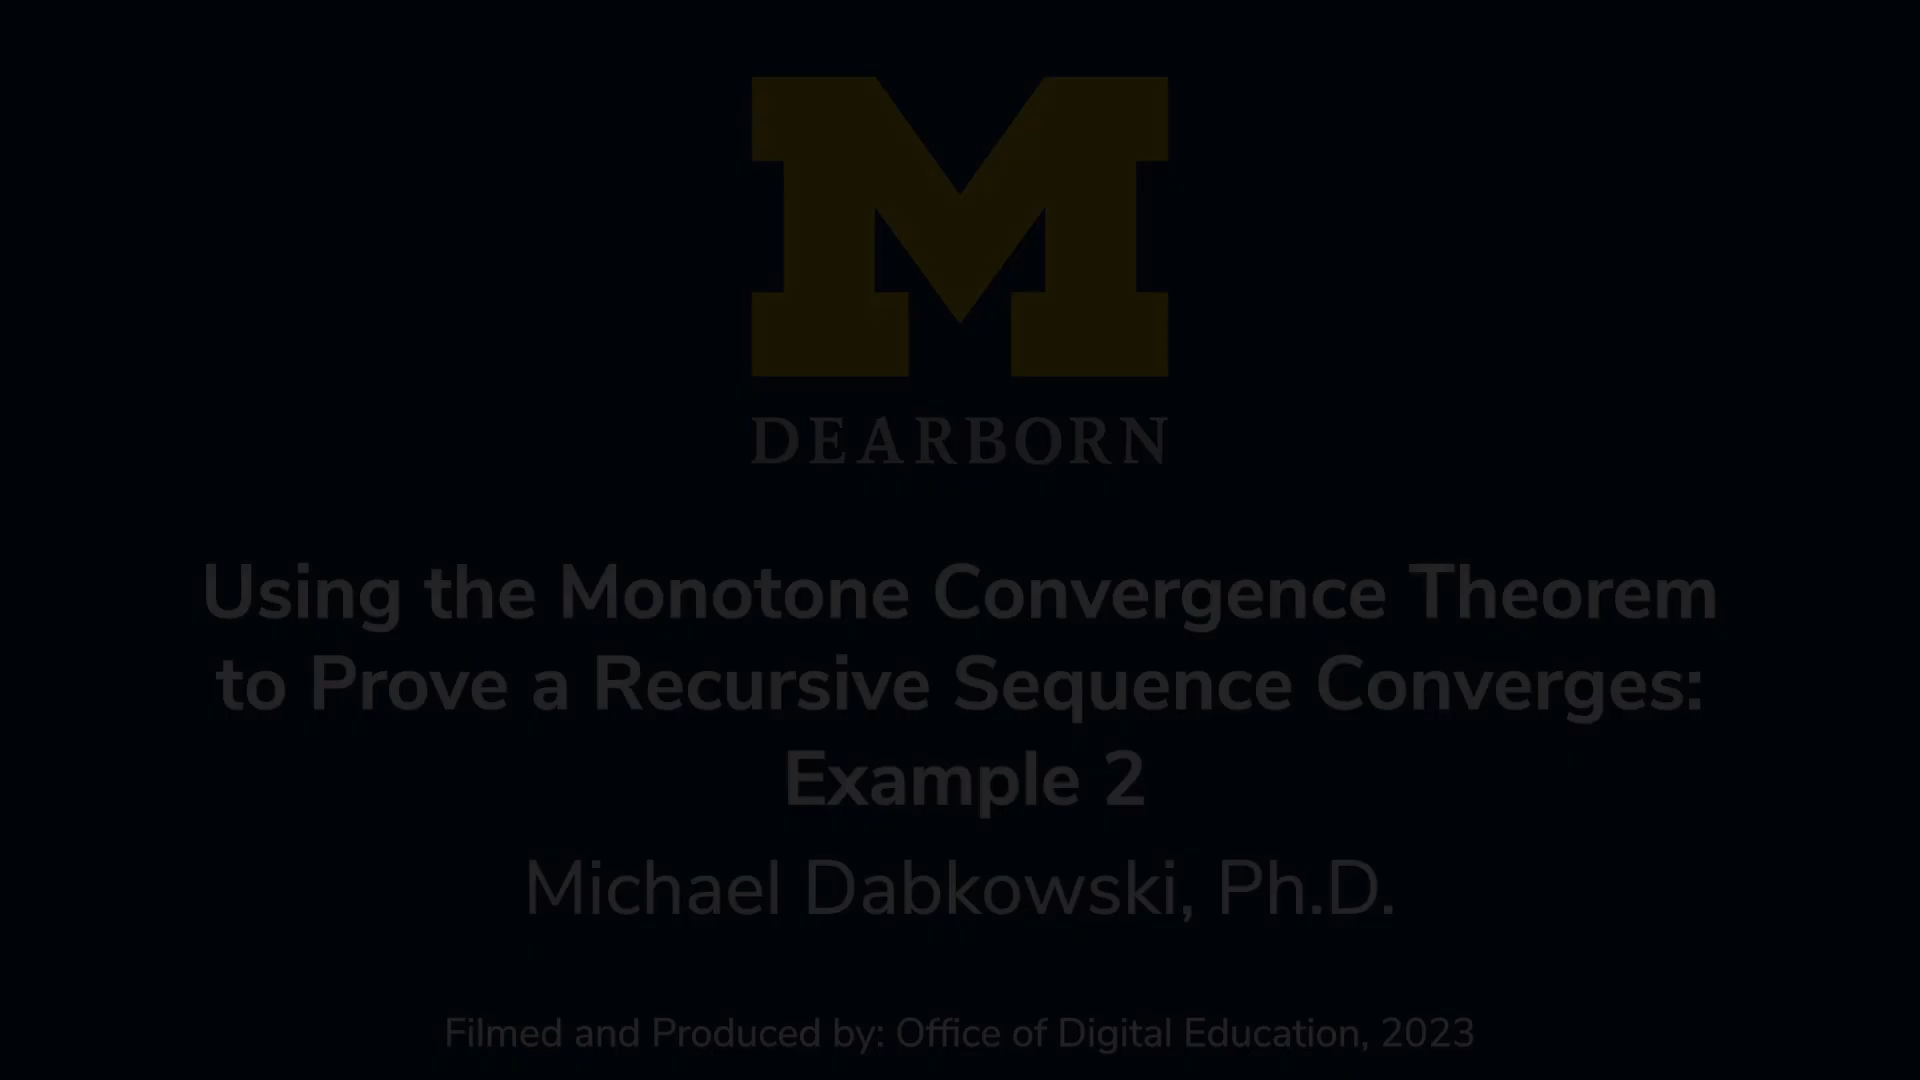 M
DEARBORN
Using the Monotone Convergence Theorem
to Prove a Recursive Sequence Converges:
Example 2
Michael Dabkowski, Ph.D.
Filmed and Produced by: Office of Digital Education, 2023